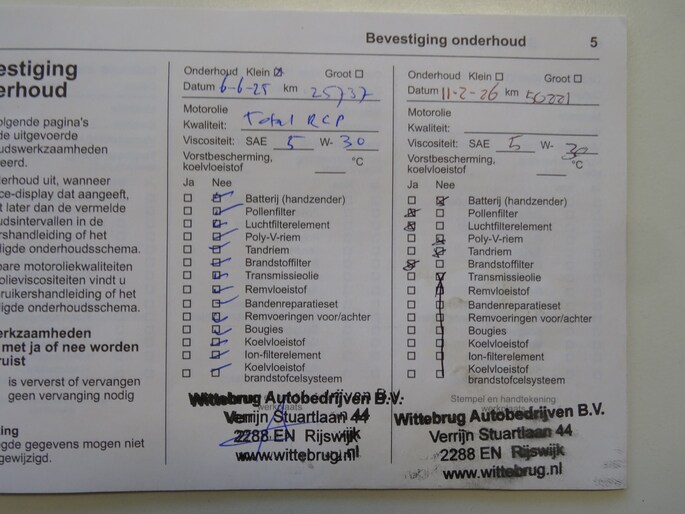 Bevestiging onderhoud 5
estiging
erhoud
olgende pagina's
de uitgevoerde
oudswerkzaamheden
eerd.
derhoud uit, wanneer
ce-display dat aangeeft,
t later dan de vermelde
udsintervallen in de
ershandleiding of het
ldigde onderhoudsschema.
are motoroliekwaliteiten
olieviscositeiten vindt u
ruikershandleiding of het
ldigde onderhoudsschema.
erkzaamheden
met ja of nee worden
ruist
is ververst of vervangen
geen vervanging nodig
ing
gde gegevens mogen niet
gewijzigd.
Onderhoud Klein Groot
Datum 6-6-25 km 25737
Motorolie
Kwaliteit: Total RCP
Viscositeit: SAE 5 W- 30
Vorstbescherming,
koelvloeistof °C
Ja Nee
Batterij (handzender)
Pollenfilter
Luchtfilterelement
Poly-V-riem
Tandriem
Brandstoffilter
Transmissieolie
Remvloeistof
Bandenreparatieset
Remvoeringen voor/achter
Bougies
Koelvloeistof
Ion-filterelement
Koelvloeistof
brandstofcelsysteem
Wittebrug Autobedrijven B.V.
Verrijn Stuartlaan 44
2288 EN Rijswijk
www.wittebrug.nl
Onderhoud Klein Groot
Datum 11-2-26 km 50221
Motorolie
Kwaliteit:
Viscositeit: SAE 5 W- 30
Vorstbescherming,
koelvloeistof °C
Ja Nee
Batterij (handzender)
Pollenfilter
Luchtfilterelement
Poly-V-riem
Tandriem
Brandstoffilter
Transmissieolie
Remvloeistof
Bandenreparatieset
Remvoeringen voor/achter
Bougies
Koelvloeistof
Ion-filterelement
Koelvloeistof
brandstofcelsysteem
Stempel en handtekening
Wittebrug Autobedrijven B.V.
Verrijn Stuartlaan 44
2288 EN Rijswijk
www.wittebrug.nl